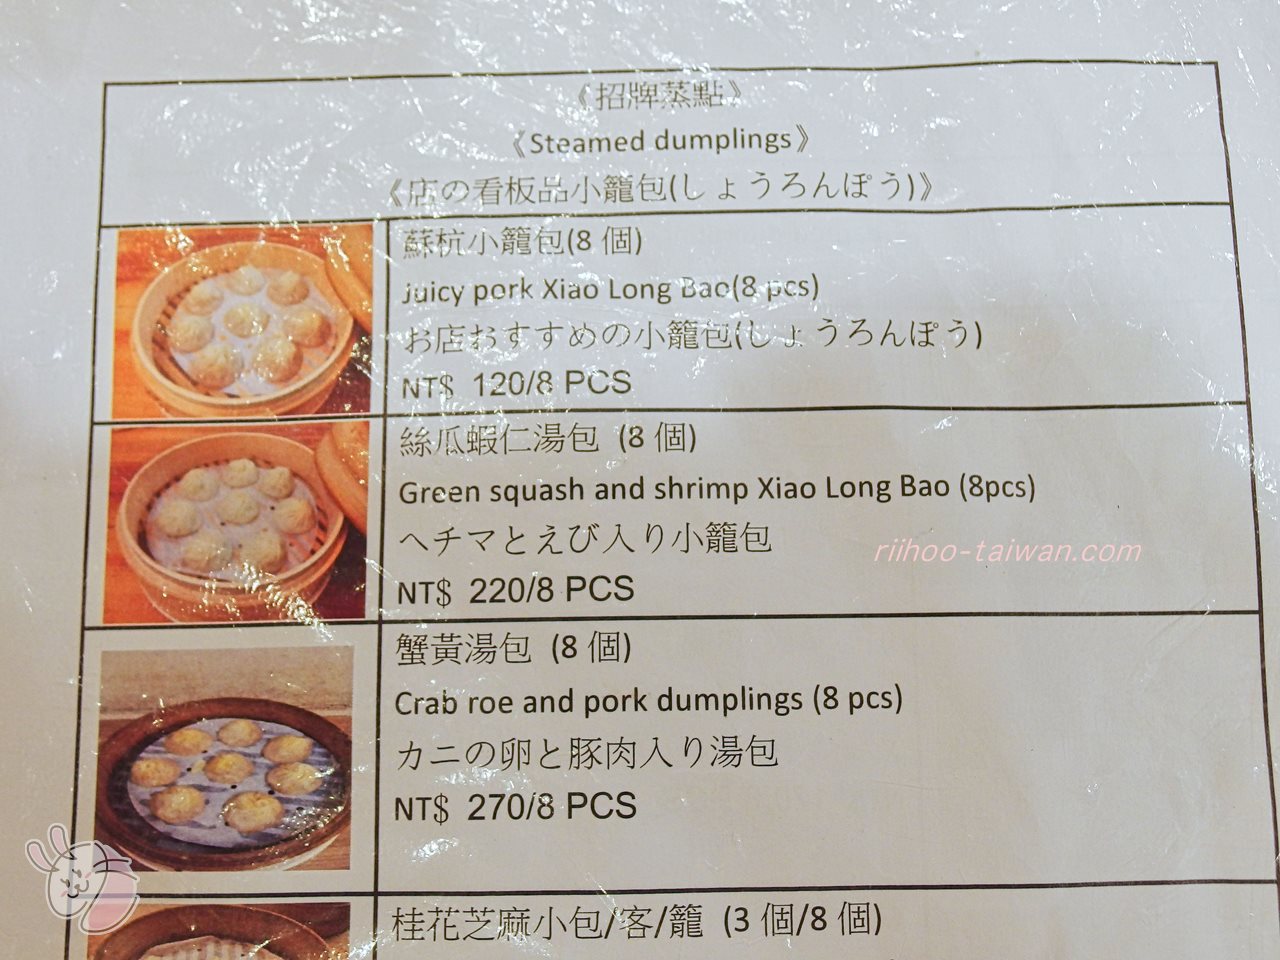 《招牌蒸點》
《Steamed dumplings》
《店の看板品小籠包(しょうろんぽう)》
蘇杭小籠包(8 個)
Juicy pork Xiao Long Bao(8 pcs)
お店おすすめの小籠包(しょうろんぽう)
NT$ 120/8 PCS
絲瓜蝦仁湯包 (8 個)
Green squash and shrimp Xiao Long Bao (8pcs)
ヘチマとえび入り小籠包
riihoo-taiwan.com
NT$ 220/8 PCS
蟹黃湯包 (8 個)
Crab roe and pork dumplings (8 pcs)
カニの卵と豚肉入り湯包
NT$ 270/8 PCS
桂花芝麻小包/客/籠 (3 個/8 個)